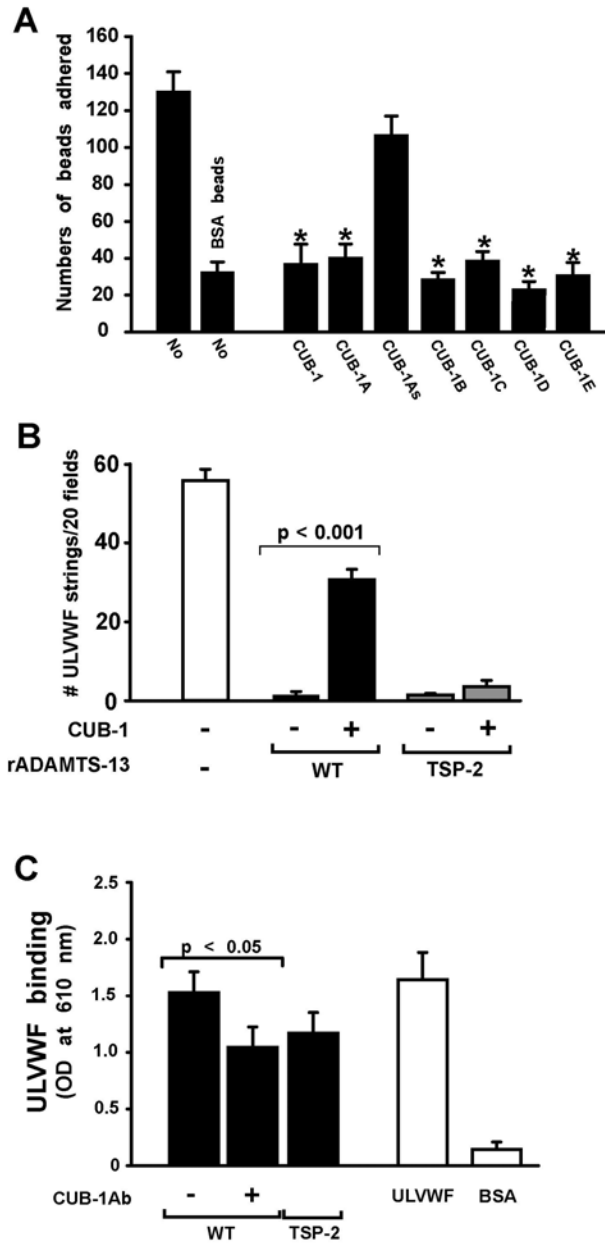 A
Numbers of beads adhered
160
140
120
100
80
60
40
20
0
BSA beads
* * * * * *
No No CUB-1 CUB-1A CUB-1As CUB-1B CUB-1C CUB-1D CUB-1E
B
# ULVWF strings/20 fields
60
40
20
0
p < 0.001
CUB-1 - - + - +
rADAMTS-13 - WT TSP-2
C
ULVWF binding
(OD at 610 nm)
2.5
2.0
1.5
1.0
0.5
0
p < 0.05
CUB-1Ab - + ULVWF BSA
WT TSP-2